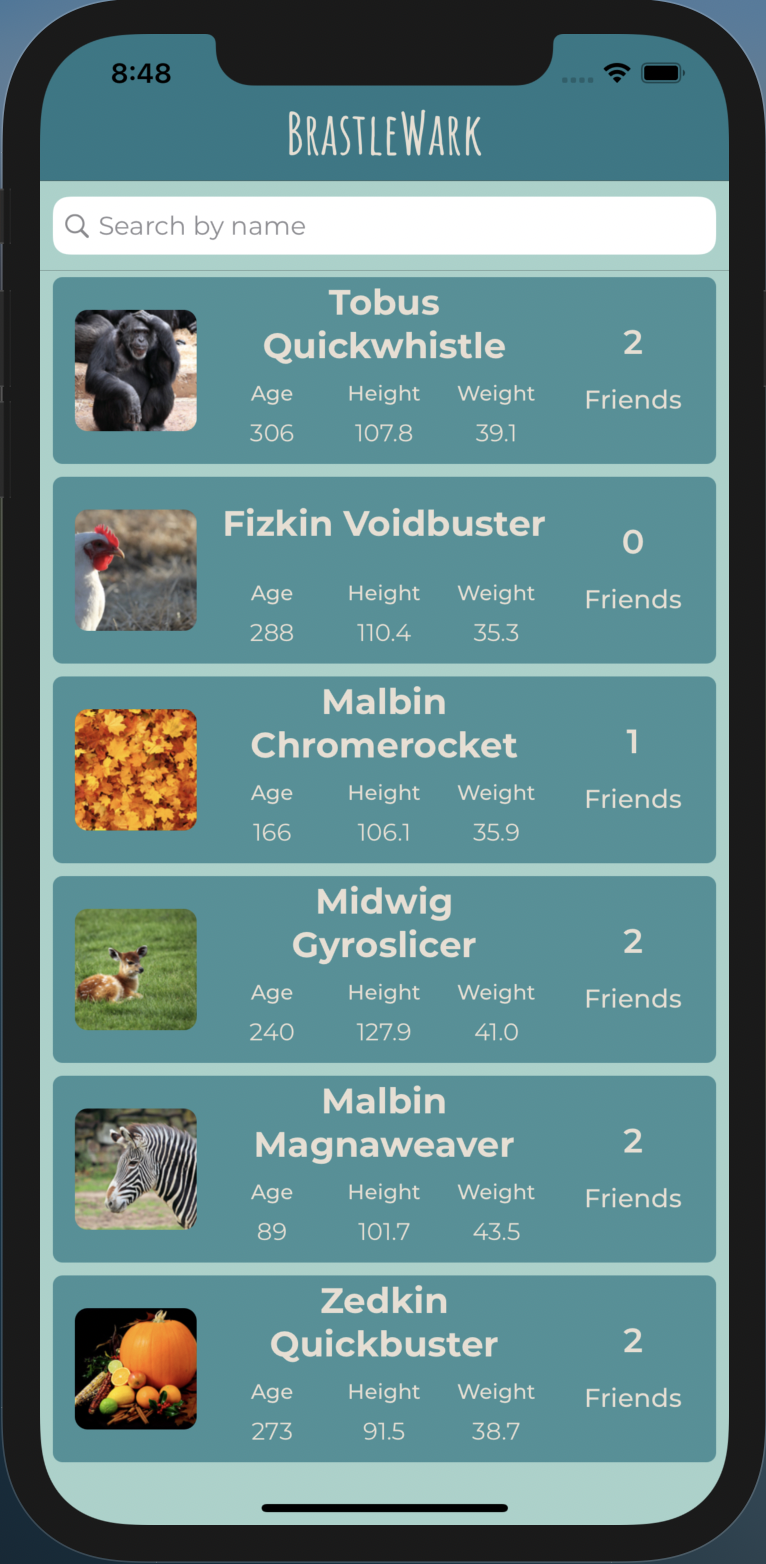 8:48
BRASTLEWARK
Search by name
Tobus
Quickwhistle
2
Age Height Weight
Friends
306 107.8 39.1
Fizkin Voidbuster
0
Age Height Weight
Friends
288 110.4 35.3
Malbin
Chromerocket
1
Age Height Weight
Friends
166 106.1 35.9
Midwig
Gyroslicer
2
Age Height Weight
Friends
240 127.9 41.0
Malbin
Magnaweaver
2
Age Height Weight
Friends
89 101.7 43.5
Zedkin
Quickbuster
2
Age Height Weight
Friends
273 91.5 38.7